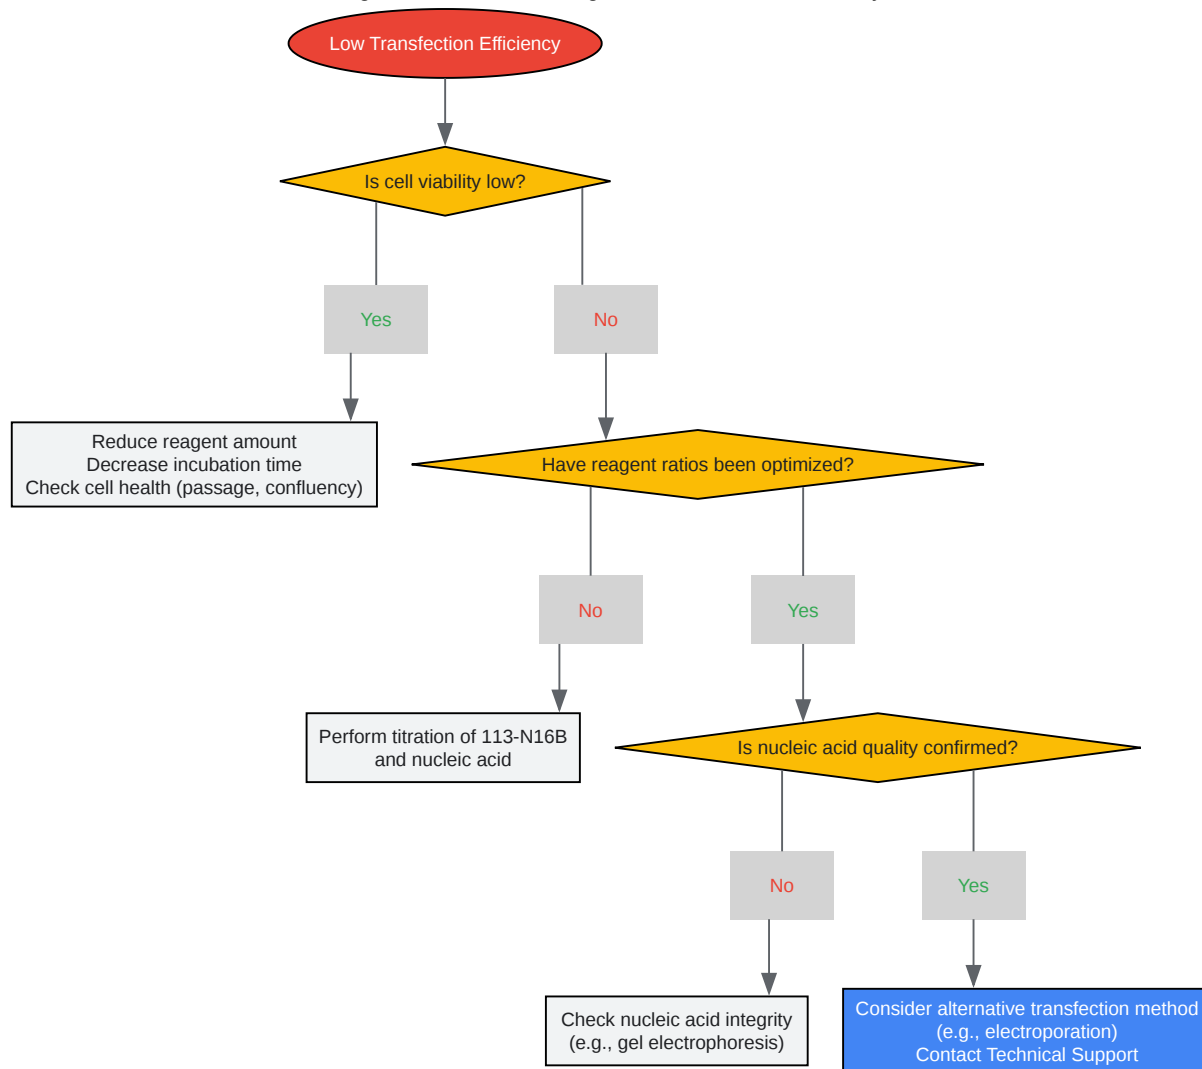 Low Transfection Efficiency
Is cell viability low?
Yes
No
Reduce reagent amount
Decrease incubation time
Check cell health (passage, confluency)
Have reagent ratios been optimized?
No
Yes
Perform titration of 113-N16B
and nucleic acid
Is nucleic acid quality confirmed?
No
Yes
Check nucleic acid integrity
(e.g., gel electrophoresis)
Consider alternative transfection method
(e.g., electroporation)
Contact Technical Support